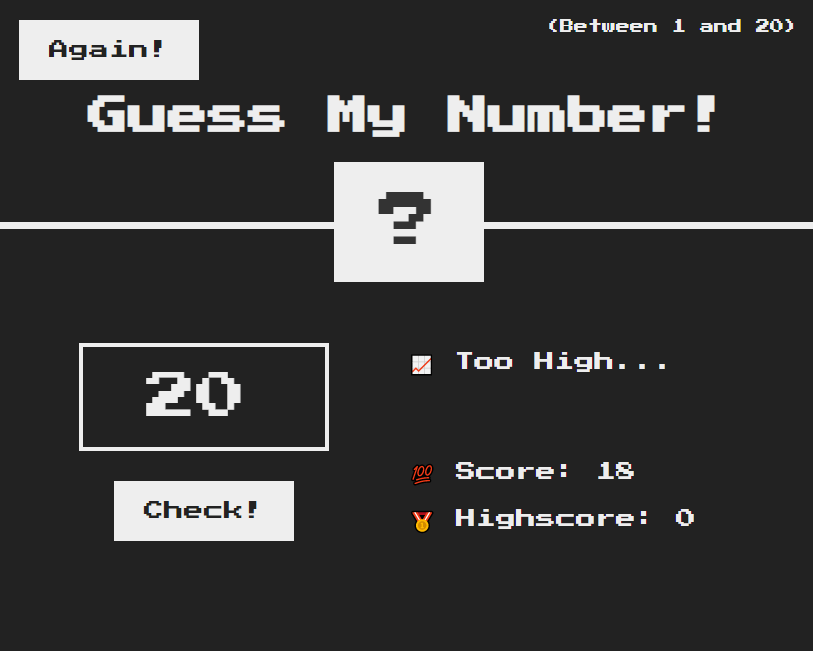 Again!
(Between 1 and 20)
Guess My Number!
?
20
📈 Too High...
Check!
💯 Score: 18
🥇 Highscore: 0